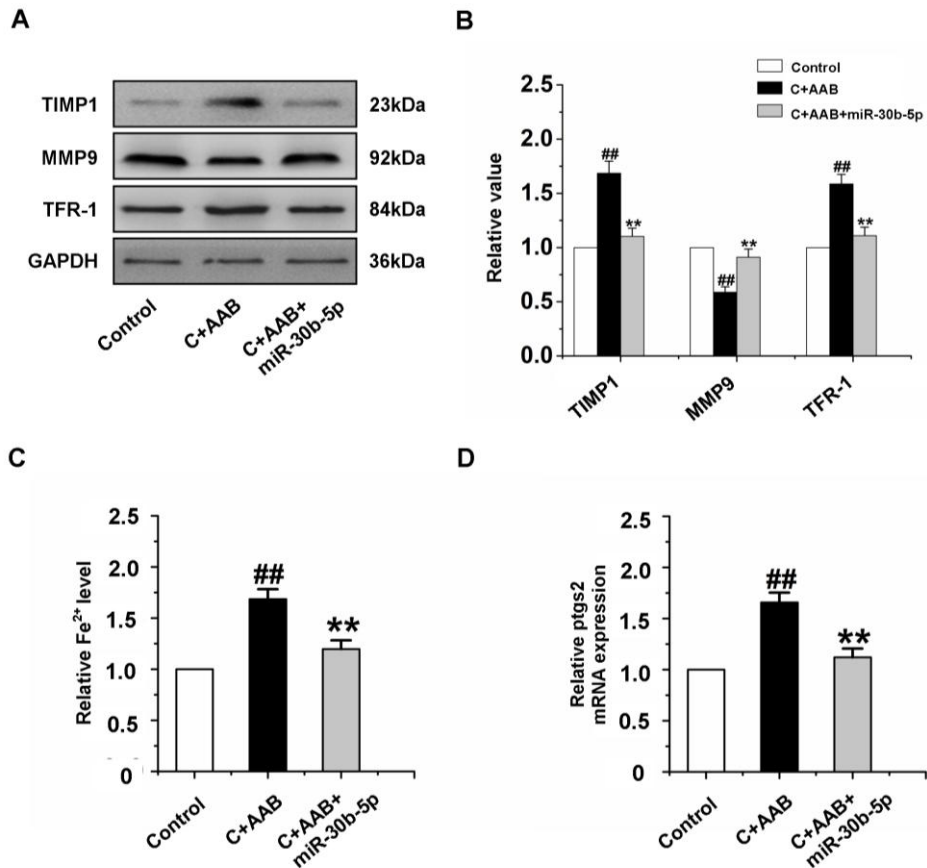 A
TIMP1 23kDa
MMP9 92kDa
TFR-1 84kDa
GAPDH 36kDa
Control
C+AAB
C+AAB+
miR-30b-5p
B
Relative value
2.5
2.0
1.5
1.0
0.5
0.0
Control
C+AAB
C+AAB+miR-30b-5p
##
**
##
**
##
**
TIMP1
MMP9
TFR-1
C
Relative Fe²⁺ level
2.5
2.0
1.5
1.0
0.5
0
##
**
Control
C+AAB
C+AAB+
miR-30b-5p
D
Relative ptgs2
mRNA expression
2.5
2.0
1.5
1.0
0.5
0
##
**
Control
C+AAB
C+AAB+
miR-30b-5p